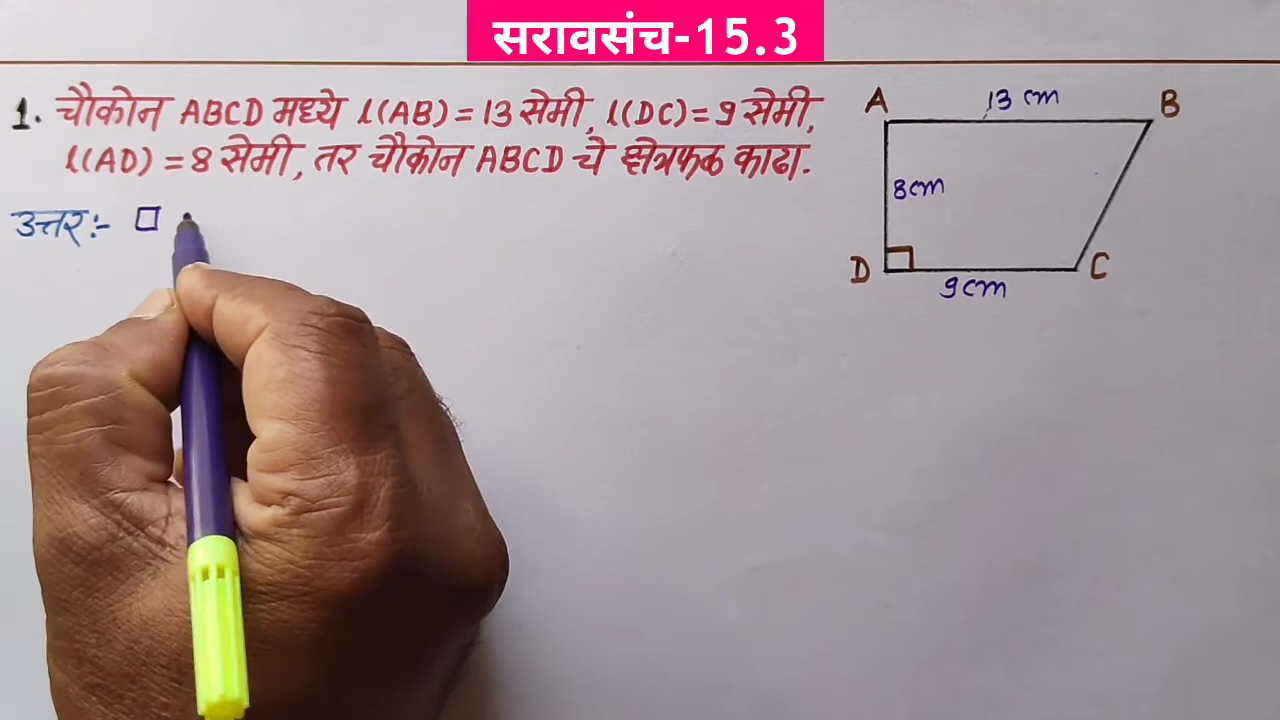 सरावसंच-15.3
1. चौकोन ABCD मध्ये l(AB) = 13 सेमी, l(DC) = 9 सेमी,
l(AD) = 8 सेमी, तर चौकोन ABCD चे क्षेत्रफळ काढा.
उत्तर:- □
A 13 cm B
8cm
D C
9cm